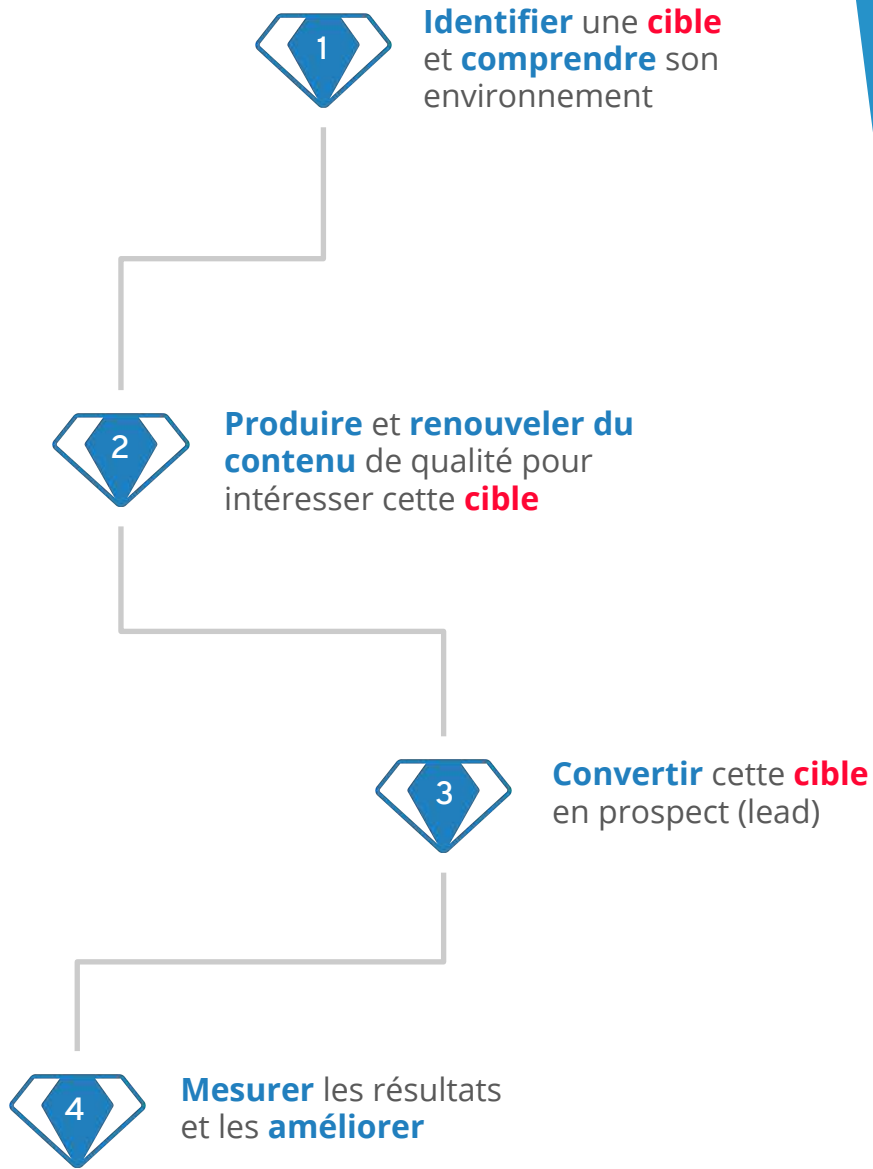 1
Identifier une cible
et comprendre son
environnement
2
Produire et renouveler du
contenu de qualité pour
intéresser cette cible
3
Convertir cette cible
en prospect (lead)
4
Mesurer les résultats
et les améliorer